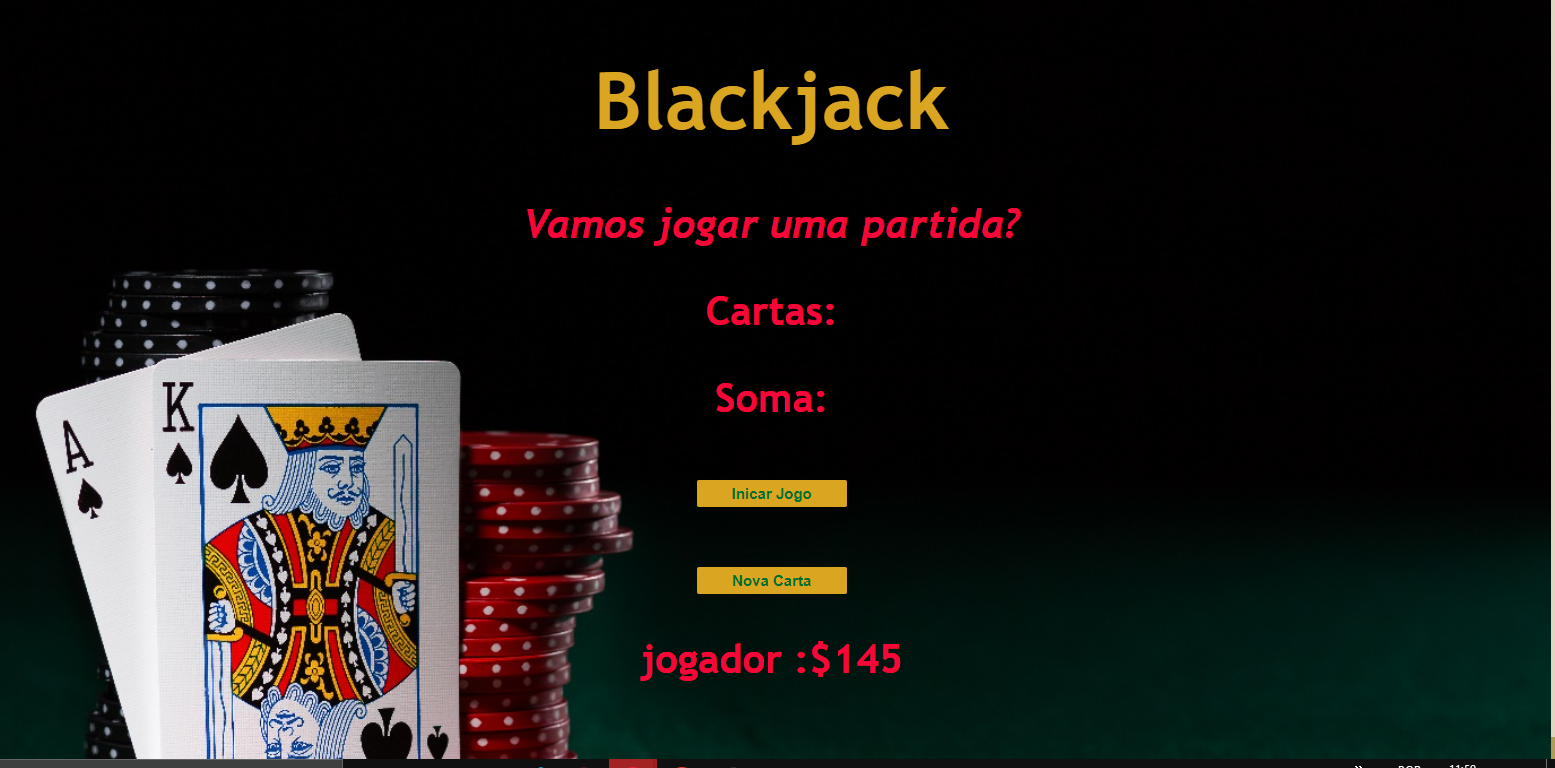 Blackjack
Vamos jogar uma partida?
Cartas:
Soma:
A
K
Inicar Jogo
Nova Carta
jogador :$145